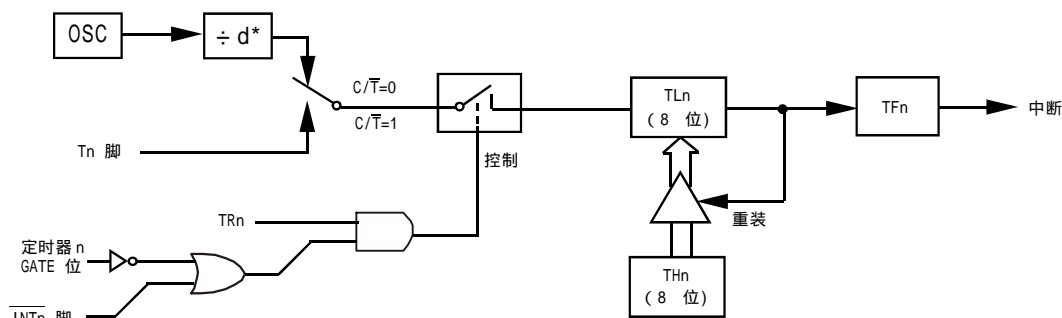 OSC
÷ d*
C/T̅=0
C/T̅=1
Tn 脚
控制
TLn
(8 位)
TFn
中断
重装
TRn
定时器 n
GATE 位
THn
(8 位)
I̅N̅T̅n̅ 脚